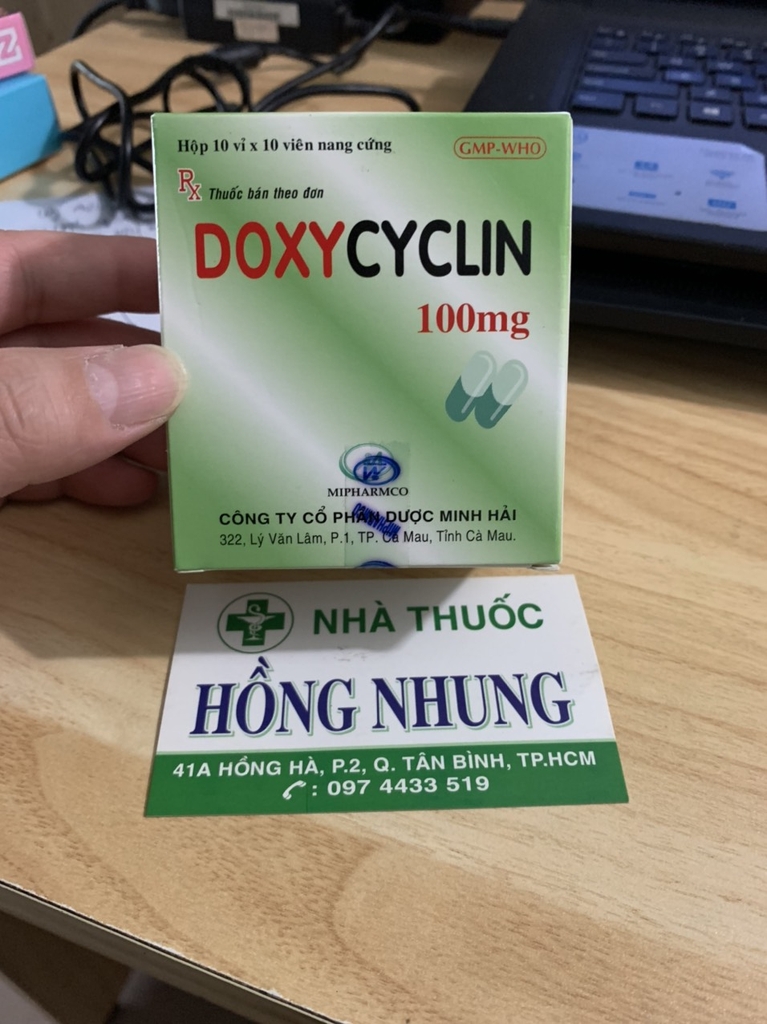 Hộp 10 vỉ x 10 viên nang cứng
GMP-WHO
Rx Thuốc bán theo đơn
DOXYCYCLIN
100mg
MIPHARMCO
CÔNG TY CỔ PHẦN DƯỢC MINH HẢI
322, Lý Văn Lâm, P.1, TP. Cà Mau, Tỉnh Cà Mau.
NHÀ THUỐC
HỒNG NHUNG
41A HỒNG HÀ, P.2, Q. TÂN BÌNH, TP.HCM
: 097 4433 519